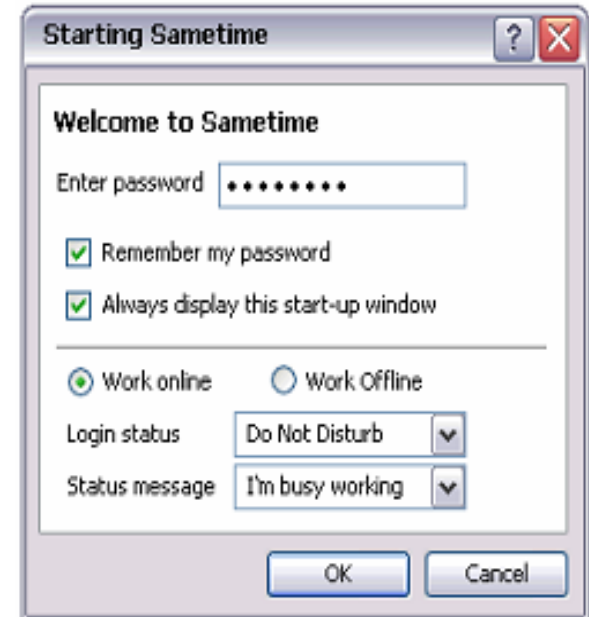 Starting Sametime ?
Welcome to Sametime
Enter password ••••••••
Remember my password
Always display this start-up window
Work online Work Offline
Login status Do Not Disturb
Status message I'm busy working
OK Cancel